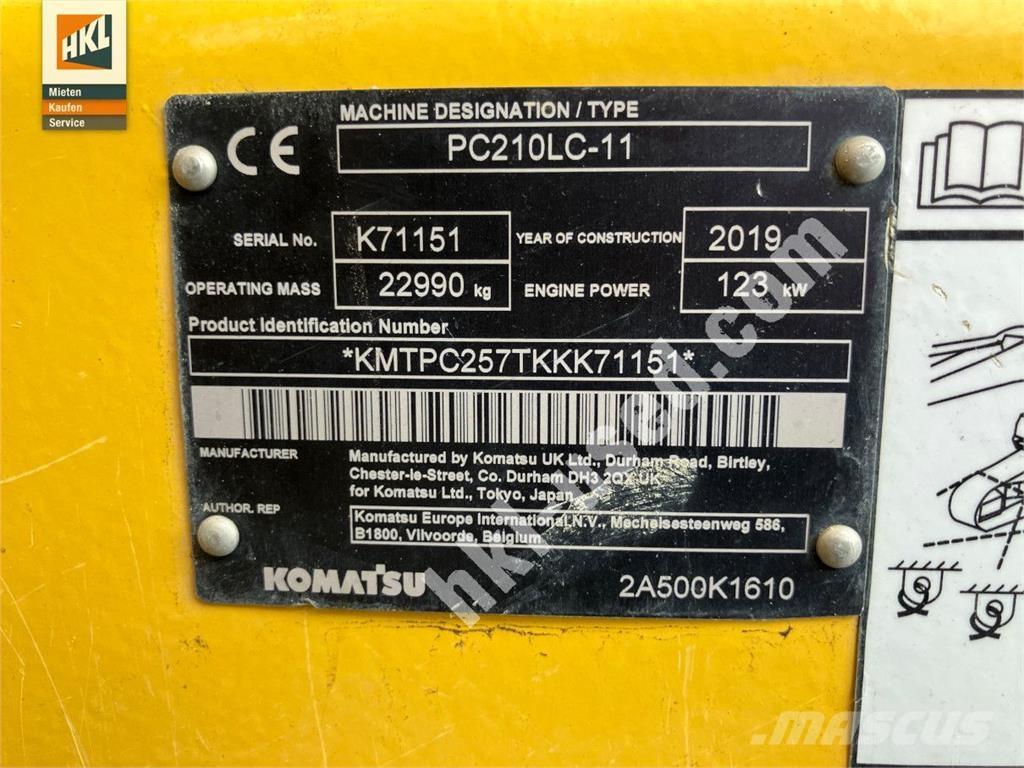 HKL
Mieten
Kaufen
Service
MACHINE DESIGNATION / TYPE
CE
PC210LC-11
SERIAL No. K71151 YEAR OF CONSTRUCTION 2019
OPERATING MASS 22990 kg ENGINE POWER 123 kW
Product Identification Number
*KMTPC257TKKK71151*
MANUFACTURER
Manufactured by Komatsu UK Ltd., Durham Road, Birtley,
Chester-le-Street, Co. Durham DH3 2QX UK
for Komatsu Ltd., Tokyo, Japan
AUTHOR. REP
Komatsu Europe International N.V., Mechelsesteenweg 586,
B1800, Vilvoorde, Belgium
KOMATSU 2A500K1610
hkl-used.com
MASCUS